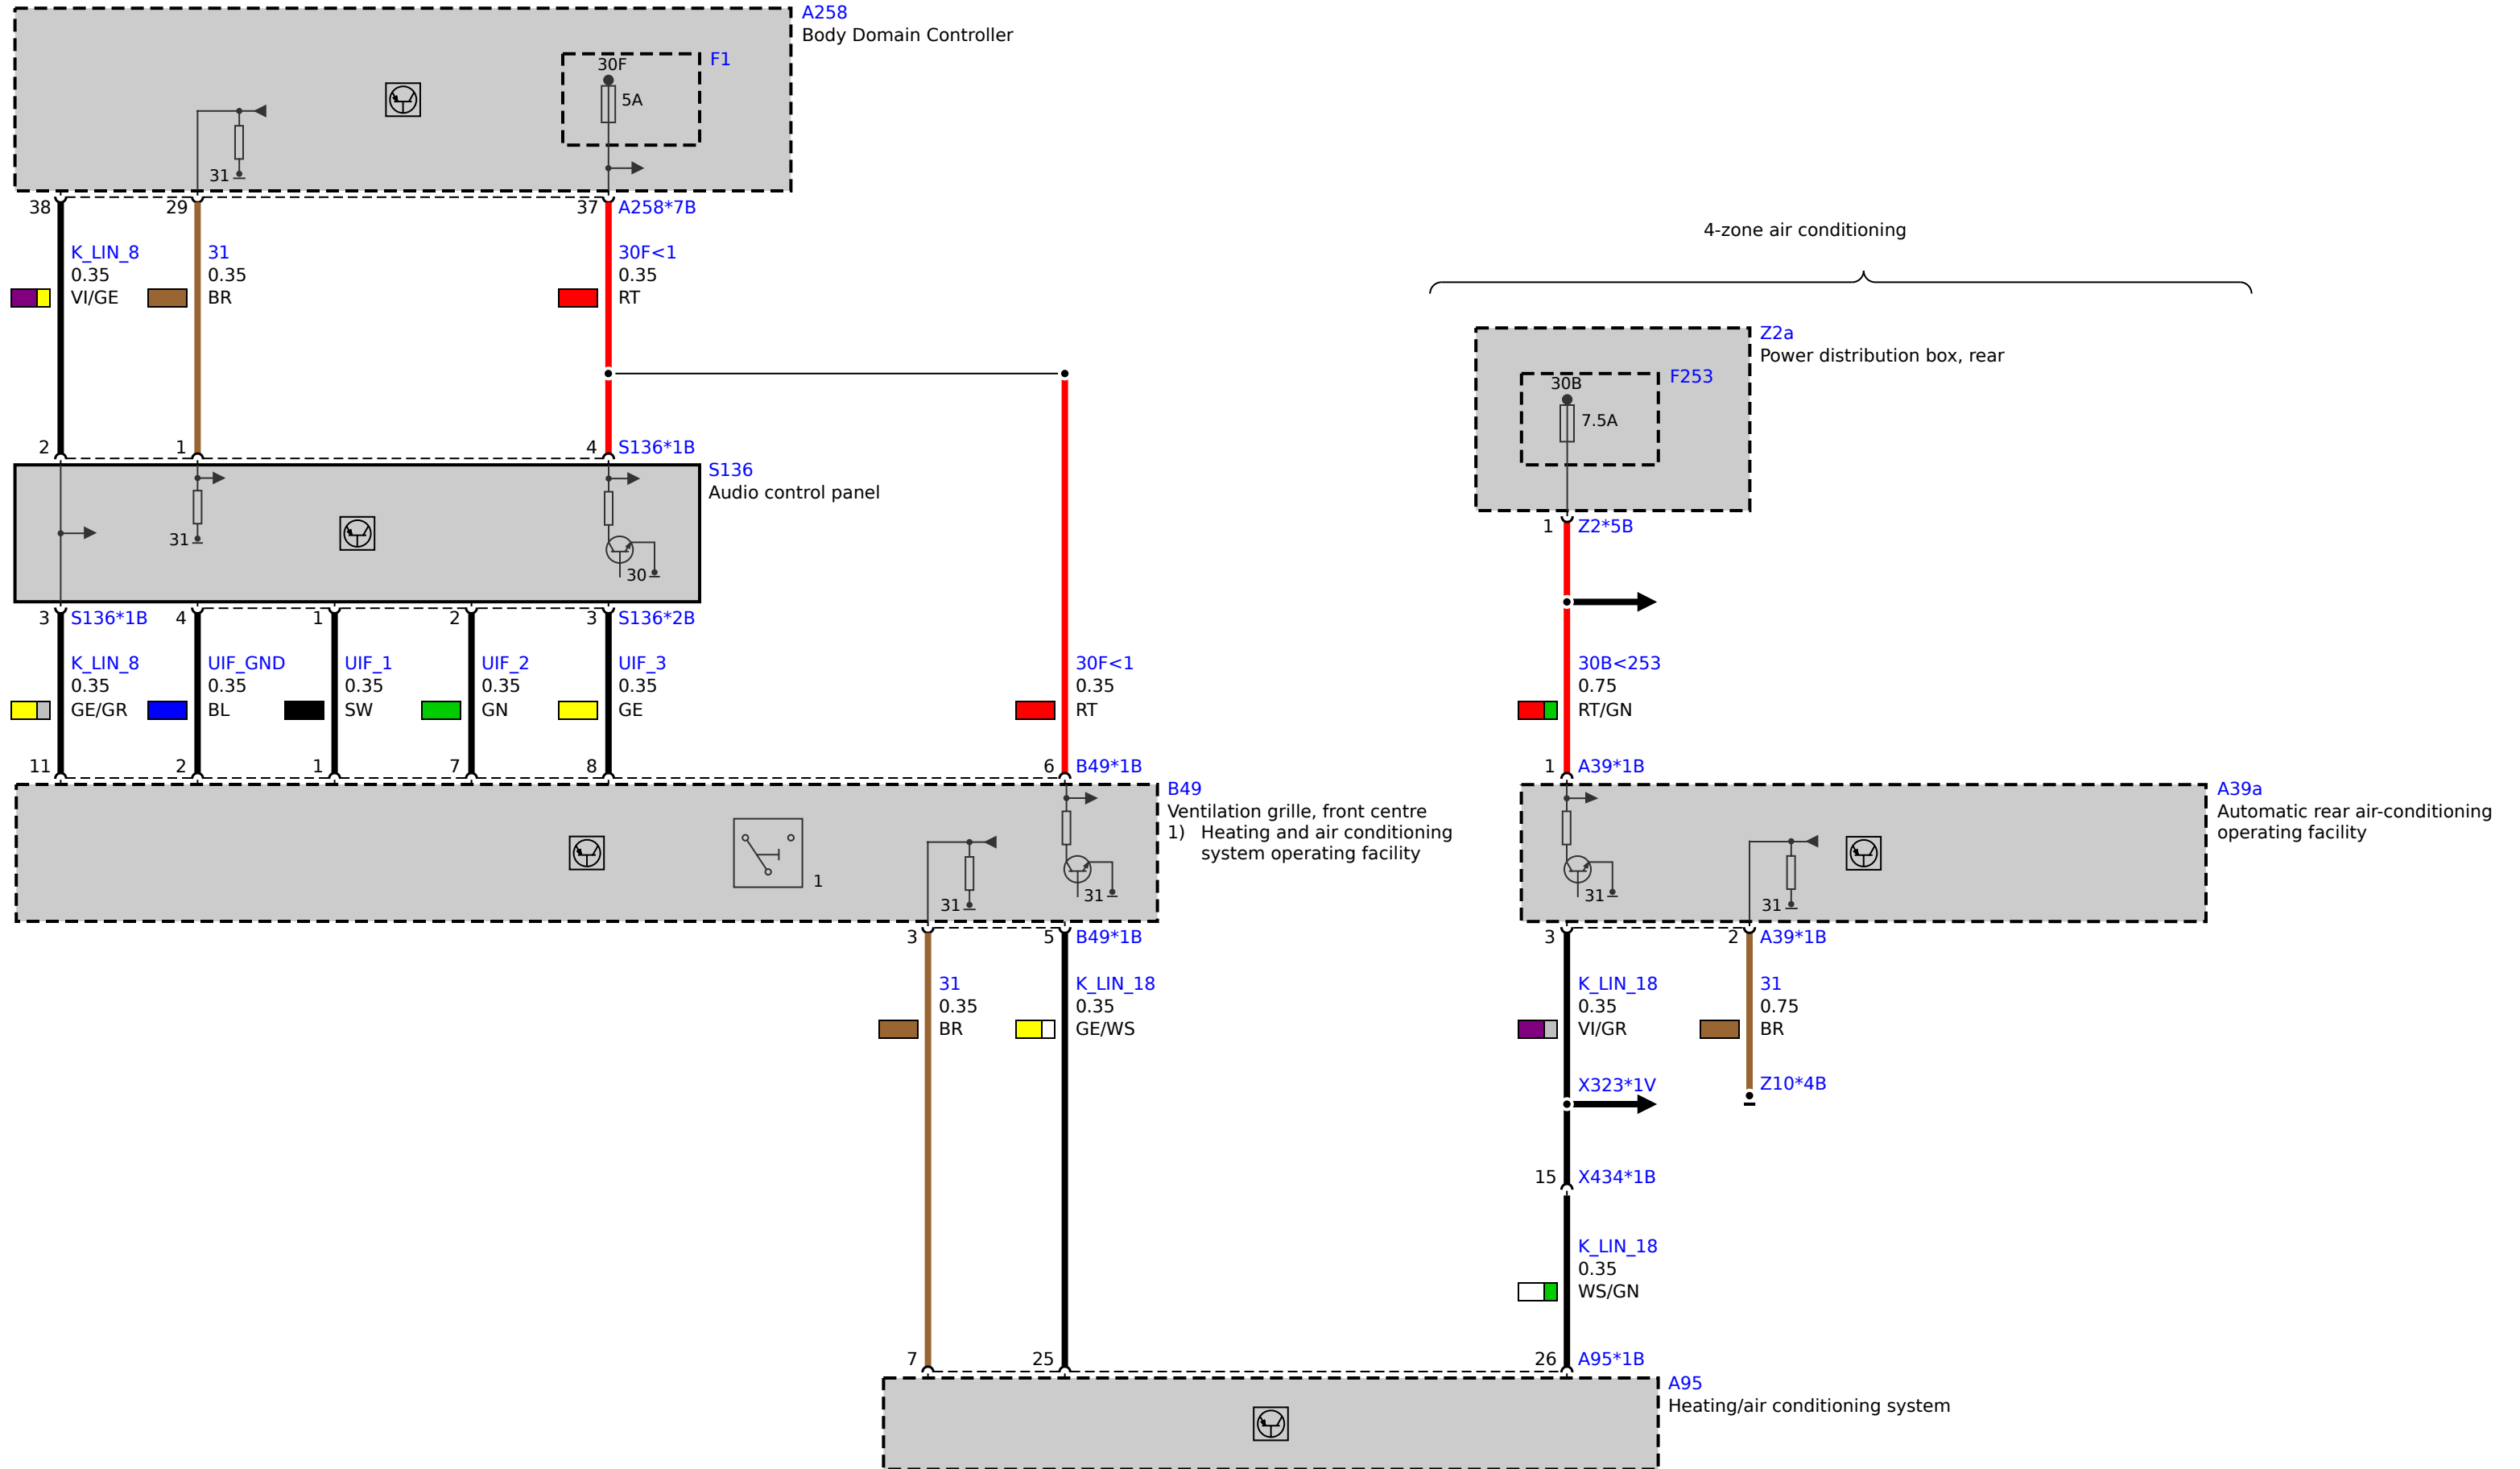 A258
Body Domain Controller
30F
F1
5A
31
38
29
37
A258*7B
K_LIN_8
0.35
VI/GE
31
0.35
BR
30F<1
0.35
RT
4-zone air conditioning
Z2a
Power distribution box, rear
30B
F253
7.5A
2
1
4
S136*1B
S136
Audio control panel
31
30
1
Z2*5B
3
S136*1B
4
1
2
3
S136*2B
K_LIN_8
0.35
GE/GR
UIF_GND
0.35
BL
UIF_1
0.35
SW
UIF_2
0.35
GN
UIF_3
0.35
GE
30F<1
0.35
RT
30B<253
0.75
RT/GN
11
2
1
7
8
6
B49*1B
1
A39*1B
B49
Ventilation grille, front centre
1) Heating and air conditioning
system operating facility
1
31
31
A39a
Automatic rear air-conditioning
operating facility
31
31
3
5
B49*1B
3
2
A39*1B
31
0.35
BR
K_LIN_18
0.35
GE/WS
K_LIN_18
0.35
VI/GR
31
0.75
BR
X323*1V
Z10*4B
15
X434*1B
K_LIN_18
0.35
WS/GN
7
25
26
A95*1B
A95
Heating/air conditioning system